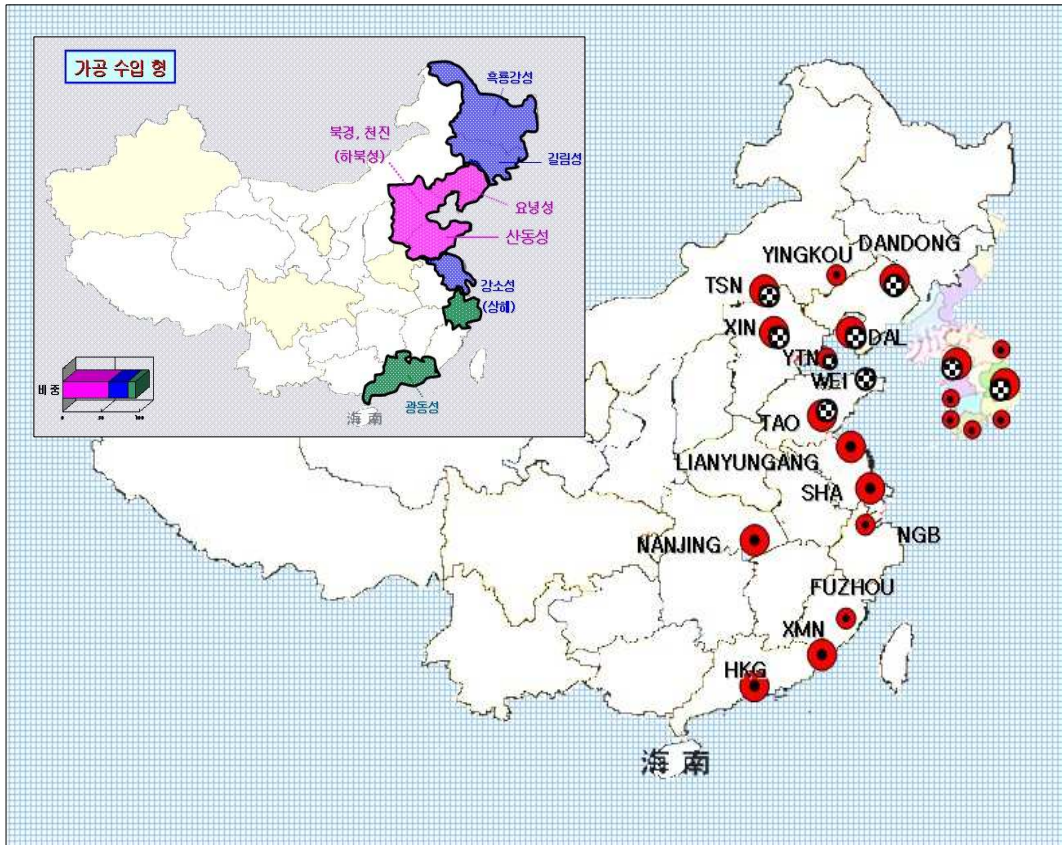 가공 수입 형
흑룡강성
북경, 천진
(하북성)
길림성
요녕성
산동성
강소성
(상해)
광동성
海 南
비 중
DANDONG
YINGKOU
TSN
XIN
DAL
YTN
WEI
TAO
LIANYUNGANG
SHA
NANJING
NGB
FUZHOU
XMN
HKG
海 南